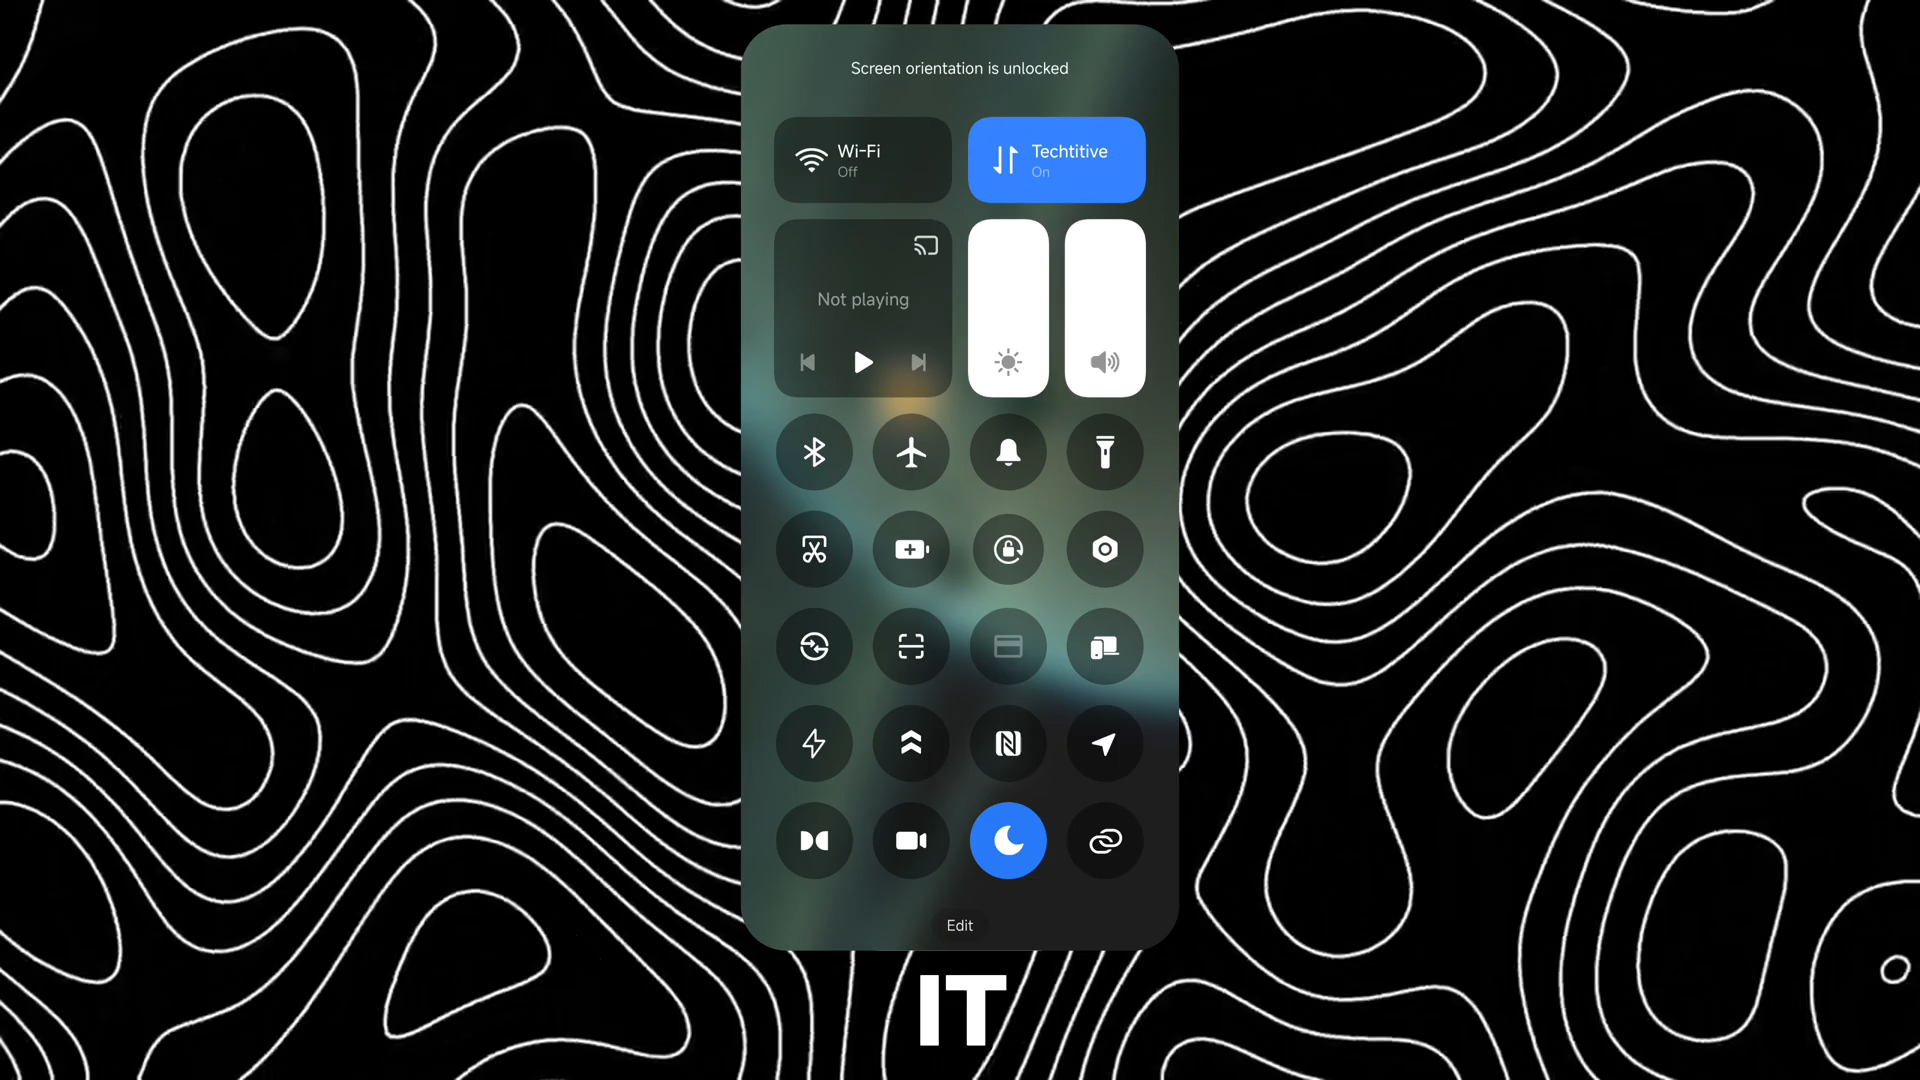 Screen orientation is unlocked
Wi-Fi
Off
Techtitive
On
Not playing
Edit
IT